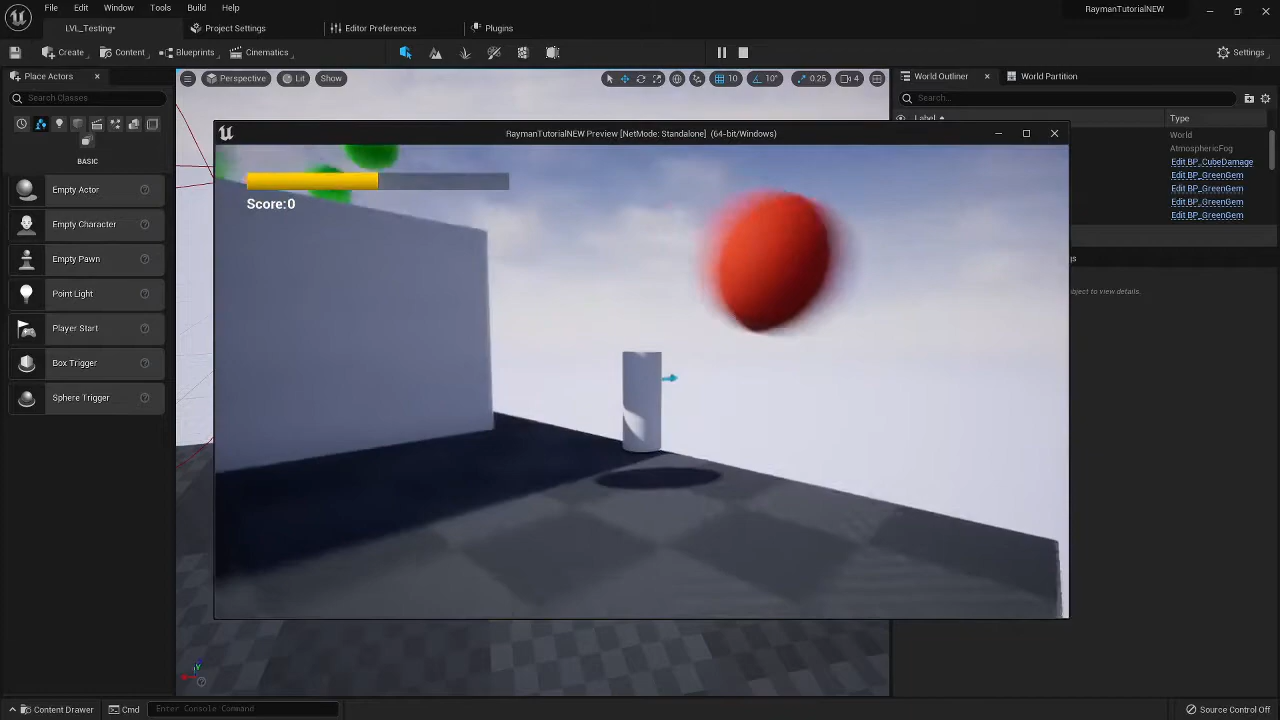 File Edit Window Tools Build Help
RaymanTutorialNEW
LVL_Testing* Project Settings Editor Preferences Plugins
Create Content Blueprints Cinematics Settings
Place Actors
Search Classes
BASIC
Empty Actor
Empty Character
Empty Pawn
Point Light
Player Start
Box Trigger
Sphere Trigger
Perspective Lit Show 10 10° 0.25 4
RaymanTutorialNEW Preview [NetMode: Standalone] (64-bit/Windows)
Score:0
World Outliner World Partition
Search...
Label Type
World
AtmosphericFog
Edit BP_CubeDamage
Edit BP_GreenGem
Edit BP_GreenGem
Edit BP_GreenGem
Edit BP_GreenGem
object to view details.
Content Drawer Cmd Enter Console Command Source Control Off